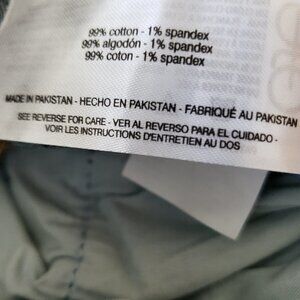 99% cotton - 1% spandex
99% algodón - 1% spandex
99% coton - 1% spandex
MADE IN PAKISTAN - HECHO EN PAKISTAN - FABRIQUÉ AU PAKISTAN
SEE REVERSE FOR CARE - VER AL REVERSO PARA EL CUIDADO -
VOIR LES INSTRUCTIONS D'ENTRETIEN AU DOS